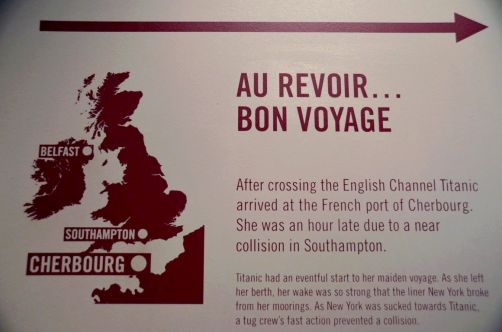 AU REVOIR...
BON VOYAGE
BELFAST
SOUTHAMPTON
CHERBOURG
After crossing the English Channel Titanic
arrived at the French port of Cherbourg.
She was an hour late due to a near
collision in Southampton.
Titanic had an eventful start to her maiden voyage. As she left
her berth, her wake was so strong that the liner New York broke
from her moorings. As New York was sucked towards Titanic,
a tug crew's fast action prevented a collision.